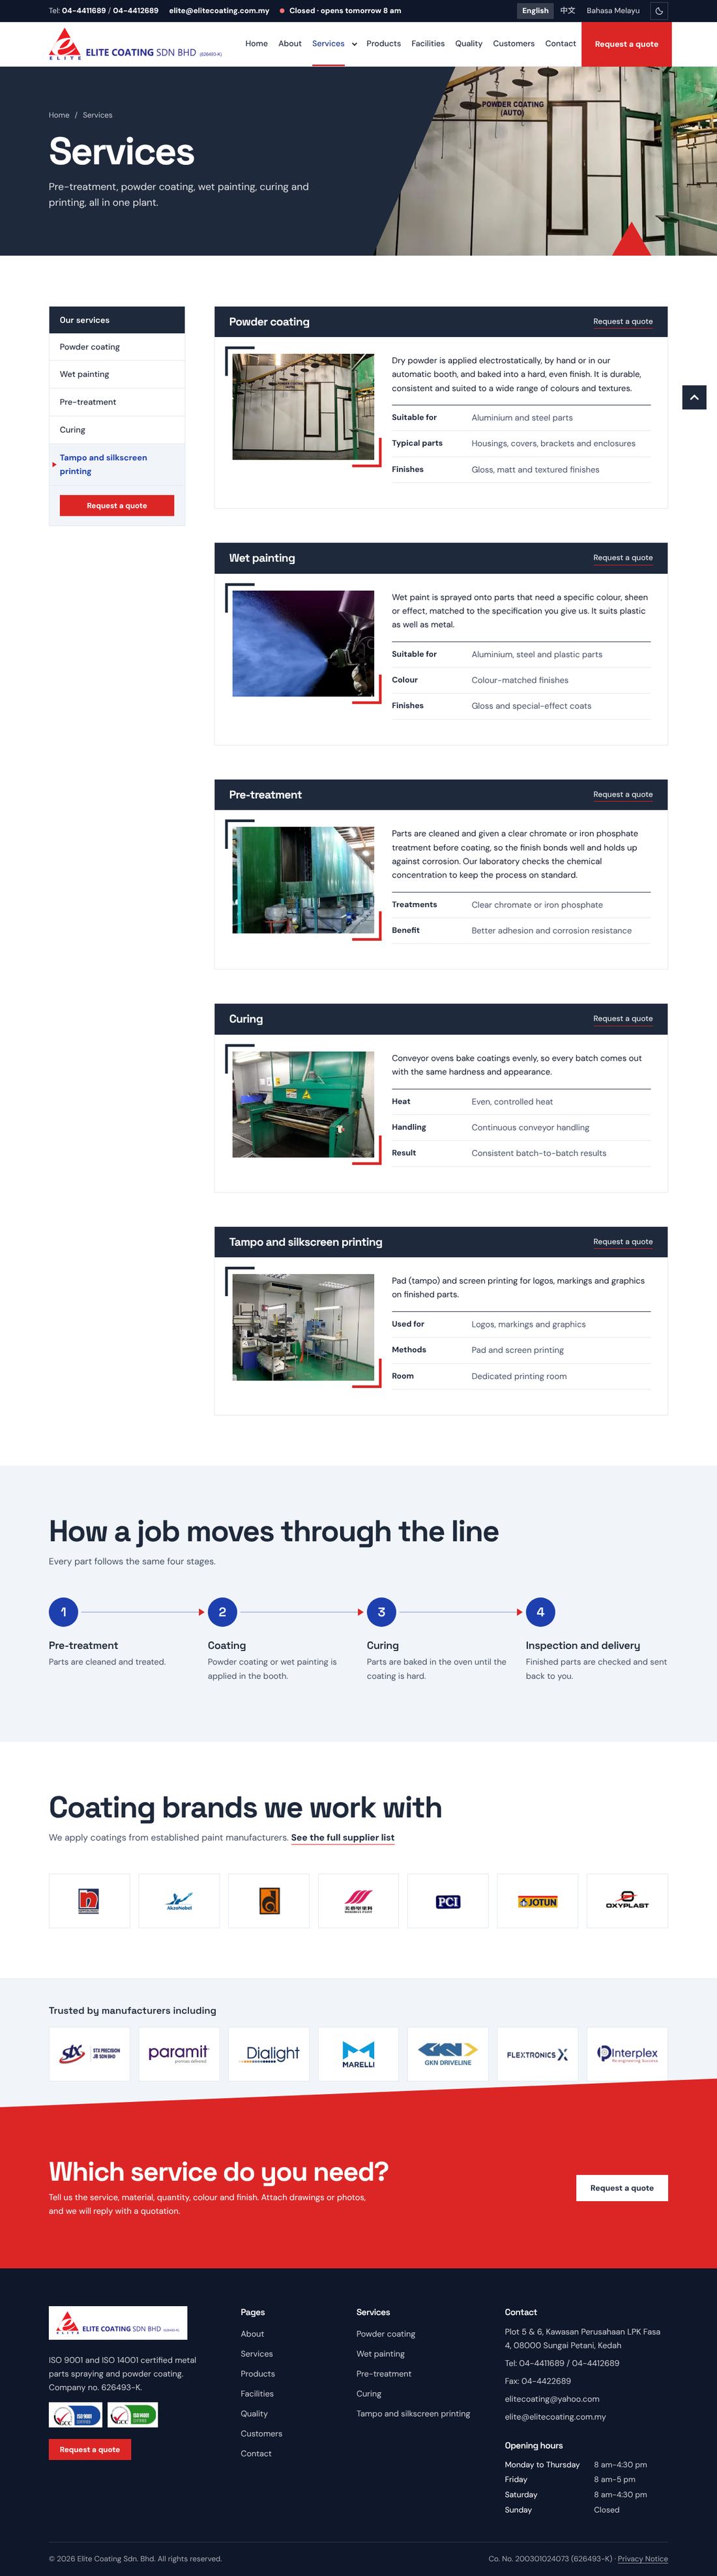 Tel: 04-4411689 / 04-4412689 elite@elitecoating.com.my Closed · opens tomorrow 8 am English 中文 Bahasa Melayu
ELITE
ELITE COATING SDN BHD (626493-K)
Home About Services Products Facilities Quality Customers Contact Request a quote
Home / Services
Services
Pre-treatment, powder coating, wet painting, curing and
printing, all in one plant.
POWDER COATING
(AUTO)
Our services
Powder coating
Wet painting
Pre-treatment
Curing
Tampo and silkscreen
printing
Request a quote
Powder coating Request a quote
Dry powder is applied electrostatically, by hand or in our
automatic booth, and baked into a hard, even finish. It is durable,
consistent and suited to a wide range of colours and textures.
Suitable for Aluminium and steel parts
Typical parts Housings, covers, brackets and enclosures
Finishes Gloss, matt and textured finishes
Wet painting Request a quote
Wet paint is sprayed onto parts that need a specific colour, sheen
or effect, matched to the specification you give us. It suits plastic
as well as metal.
Suitable for Aluminium, steel and plastic parts
Colour Colour-matched finishes
Finishes Gloss and special-effect coats
Pre-treatment Request a quote
Parts are cleaned and given a clear chromate or iron phosphate
treatment before coating, so the finish bonds well and holds up
against corrosion. Our laboratory checks the chemical
concentration to keep the process on standard.
Treatments Clear chromate or iron phosphate
Benefit Better adhesion and corrosion resistance
Curing Request a quote
Conveyor ovens bake coatings evenly, so every batch comes out
with the same hardness and appearance.
Heat Even, controlled heat
Handling Continuous conveyor handling
Result Consistent batch-to-batch results
Tampo and silkscreen printing Request a quote
Pad (tampo) and screen printing for logos, markings and graphics
on finished parts.
Used for Logos, markings and graphics
Methods Pad and screen printing
Room Dedicated printing room
How a job moves through the line
Every part follows the same four stages.
1 2 3 4
Pre-treatment Coating Curing Inspection and delivery
Parts are cleaned and treated. Powder coating or wet painting is Parts are baked in the oven until the Finished parts are checked and sent
applied in the booth. coating is hard. back to you.
Coating brands we work with
We apply coatings from established paint manufacturers. See the full supplier list
AkzoNobel PCI JOTUN OXYPLAST
Trusted by manufacturers including
stx STX PRECISION JB SDN BHD paramit Dialight MARELLI GKN DRIVELINE FLEXTRONICS Interplex
Which service do you need?
Tell us the service, material, quantity, colour and finish. Attach drawings or photos,
and we will reply with a quotation.
Request a quote
ELITE
ELITE COATING SDN BHD
ISO 9001 and ISO 14001 certified metal
parts spraying and powder coating.
Company no. 626493-K.
Request a quote
Pages
About
Services
Products
Facilities
Quality
Customers
Contact
Services
Powder coating
Wet painting
Pre-treatment
Curing
Tampo and silkscreen printing
Contact
Plot 5 & 6, Kawasan Perusahaan LPK Fasa
4, 08000 Sungai Petani, Kedah
Tel: 04-4411689 / 04-4412689
Fax: 04-4422689
elitecoating@yahoo.com
elite@elitecoating.com.my
Opening hours
Monday to Thursday 8 am-4:30 pm
Friday 8 am-5 pm
Saturday 8 am-4:30 pm
Sunday Closed
© 2026 Elite Coating Sdn. Bhd. All rights reserved. Co. No. 200301024073 (626493-K) · Privacy Notice